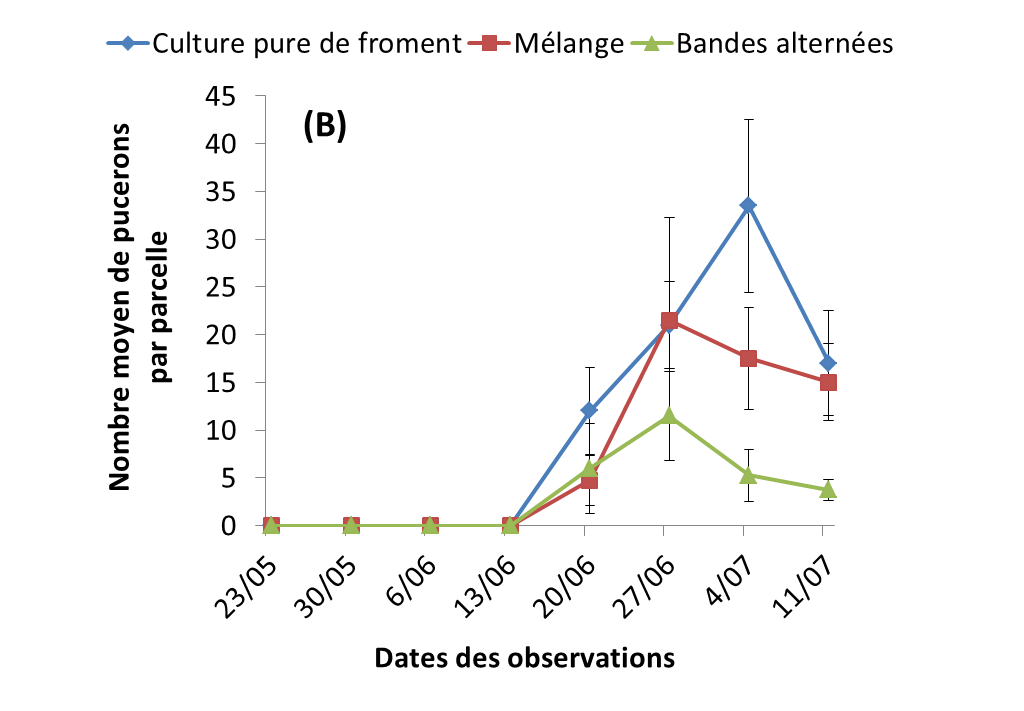 Culture pure de froment Mélange Bandes alternées
(B)
Nombre moyen de pucerons
par parcelle
45
40
35
30
25
20
15
10
5
0
23/05 30/05 6/06 13/06 20/06 27/06 4/07 11/07
Dates des observations